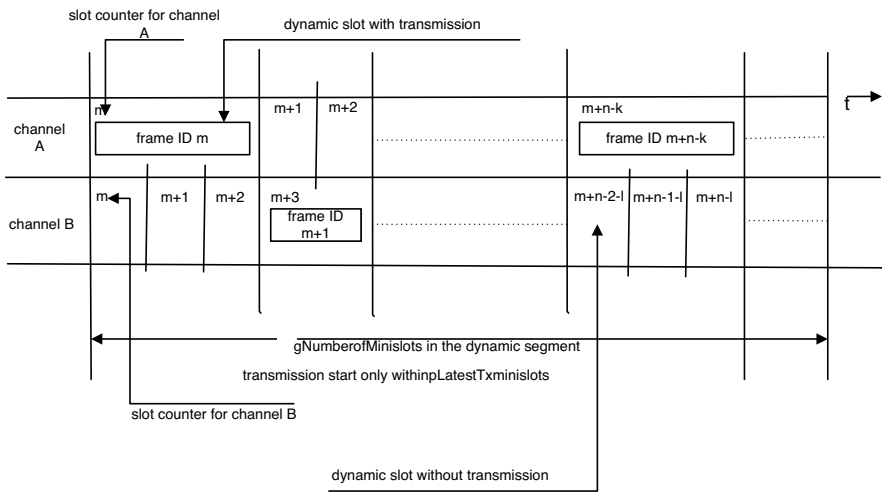 slot counter for channel
A
dynamic slot with transmission
m
m+1
m+2
m+n-k
t
channel
A
frame ID m
frame ID m+n-k
m
m+1
m+2
m+3
m+n-2-l
m+n-1-l
m+n-l
channel B
frame ID
m+1
gNumberofMinislots in the dynamic segment
transmission start only withinpLatestTxminislots
slot counter for channel B
dynamic slot without transmission